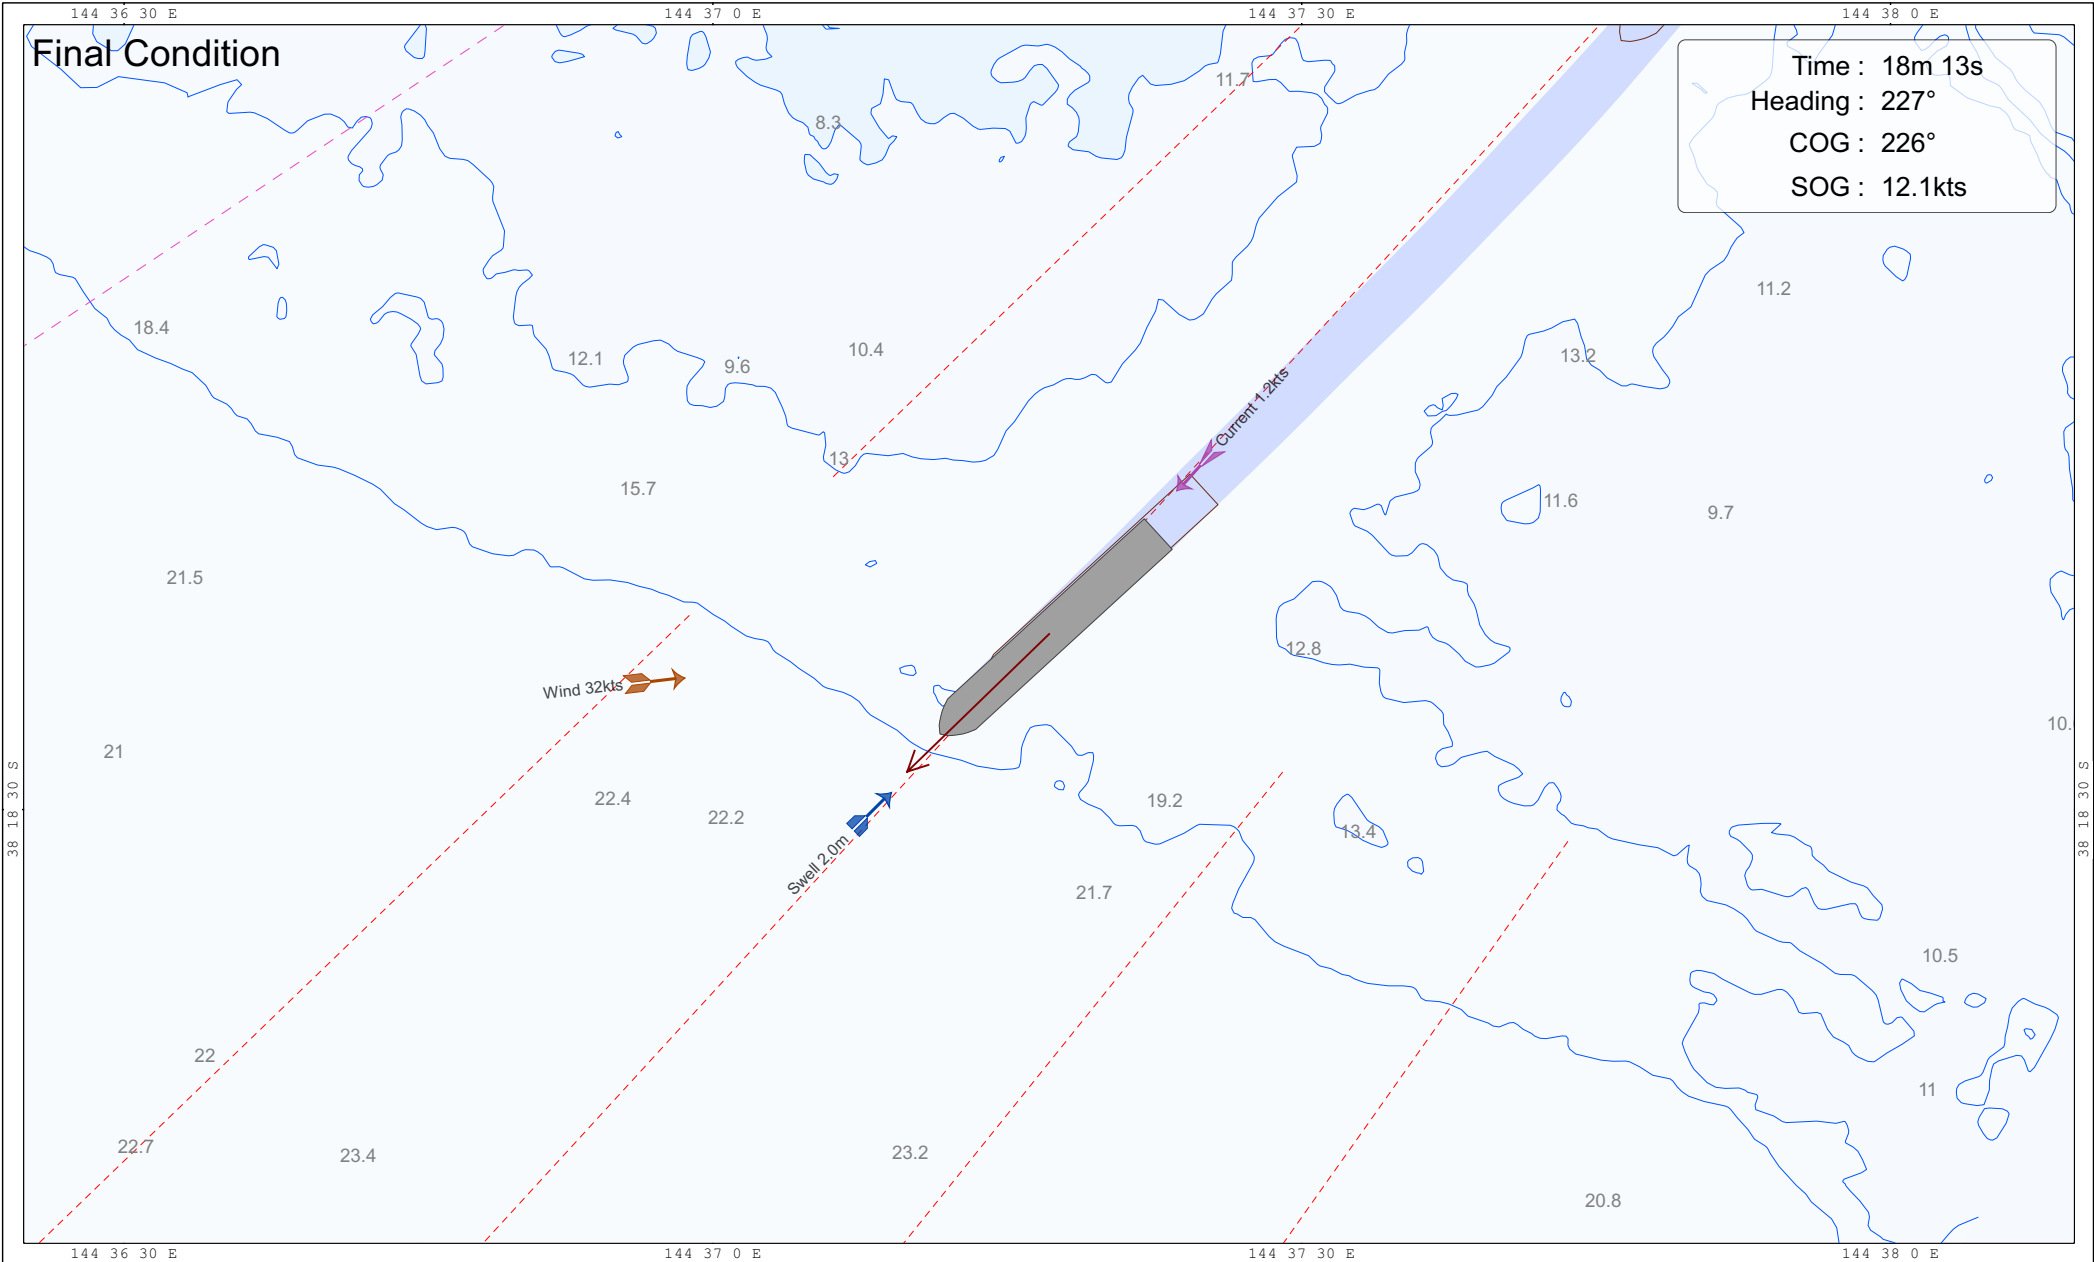 144 36 30 E
144 37 0 E
144 37 30 E
144 38 0 E
Final Condition
Time : 18m 13s
Heading : 227°
COG : 226°
SOG : 12.1kts
11.7
8.3
11.2
18.4
12.1
9.6
10.4
13.2
Current 1.2kts
13
15.7
11.6
9.7
21.5
12.8
Wind 32kts
21
10.
22.4
22.2
19.2
13.4
38 18 30 S
38 18 30 S
Swell 2.0m
21.7
10.5
22
11
22.7
23.4
23.2
20.8
144 36 30 E
144 37 0 E
144 37 30 E
144 38 0 E